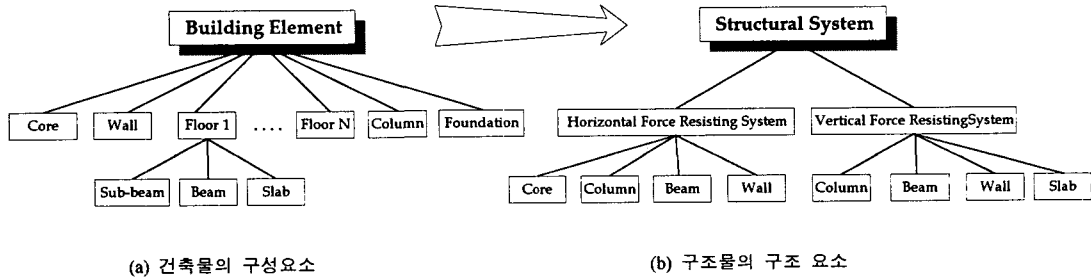 Building Element
Structural System
Core
Wall
Floor 1
....
Floor N
Column
Foundation
Horizontal Force Resisting System
Vertical Force ResistingSystem
Sub-beam
Beam
Slab
Core
Column
Beam
Wall
Column
Beam
Wall
Slab
(a) 건축물의 구성요소
(b) 구조물의 구조 요소